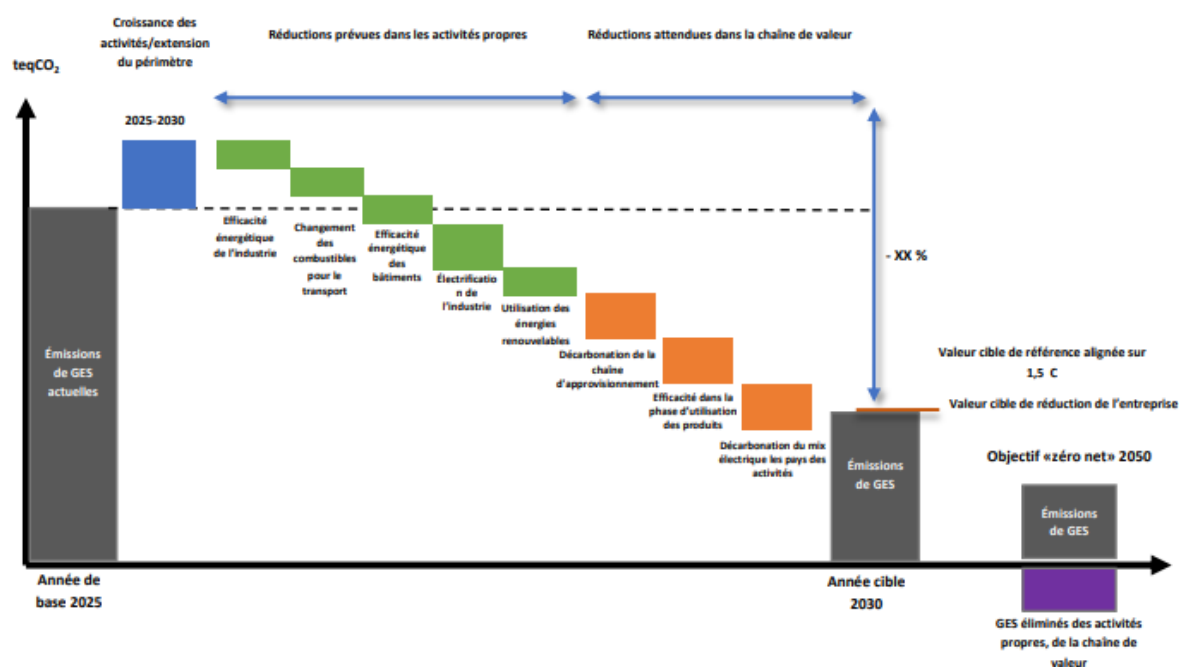 Croissance des
activités/extension
du périmètre
Réductions prévues dans les activités propres
Réductions attendues dans la chaîne de valeur
teqCO₂
2025-2030
Efficacité
énergétique
de l'industrie
Changement
des
combustibles
pour le
transport
Efficacité
énergétique
des
bâtiments
Électrificatio
n de
l'industrie
Utilisation des
énergies
renouvelables
Décarbonation de la
chaîne
d'approvisionnement
Efficacité dans la
phase d'utilisation
des produits
Décarbonation du mix
électrique les pays des
activités
- XX %
Émissions
de GES
actuelles
Valeur cible de référence alignée sur
1,5 C
Valeur cible de réduction de l'entreprise
Émissions
de GES
Objectif «zéro net» 2050
Émissions
de GES
Année de
base 2025
Année cible
2030
GES éliminés des activités
propres, de la chaîne de
valeur